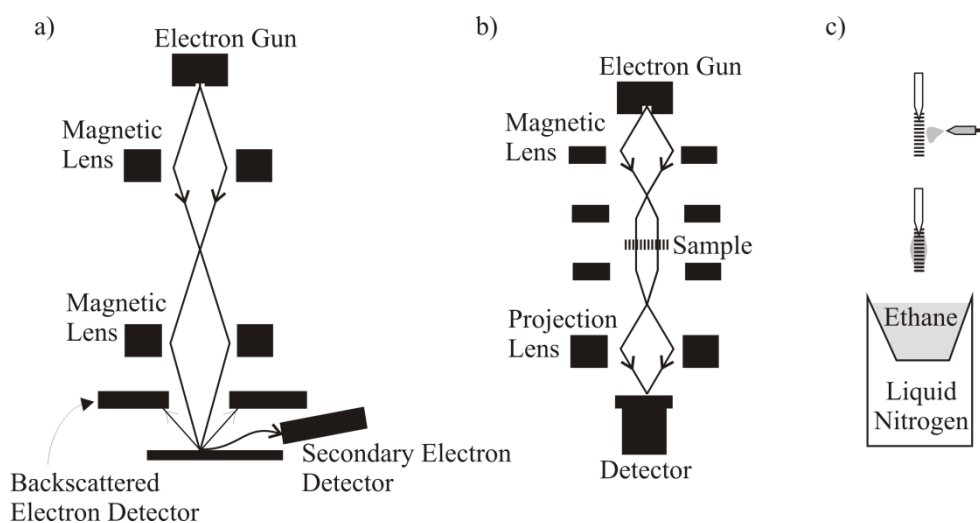 a)
Electron Gun
Magnetic
Lens
Magnetic
Lens
Backscattered
Electron Detector
Secondary Electron
Detector
b)
Electron Gun
Magnetic
Lens
Sample
Projection
Lens
Detector
c)
Ethane
Liquid
Nitrogen